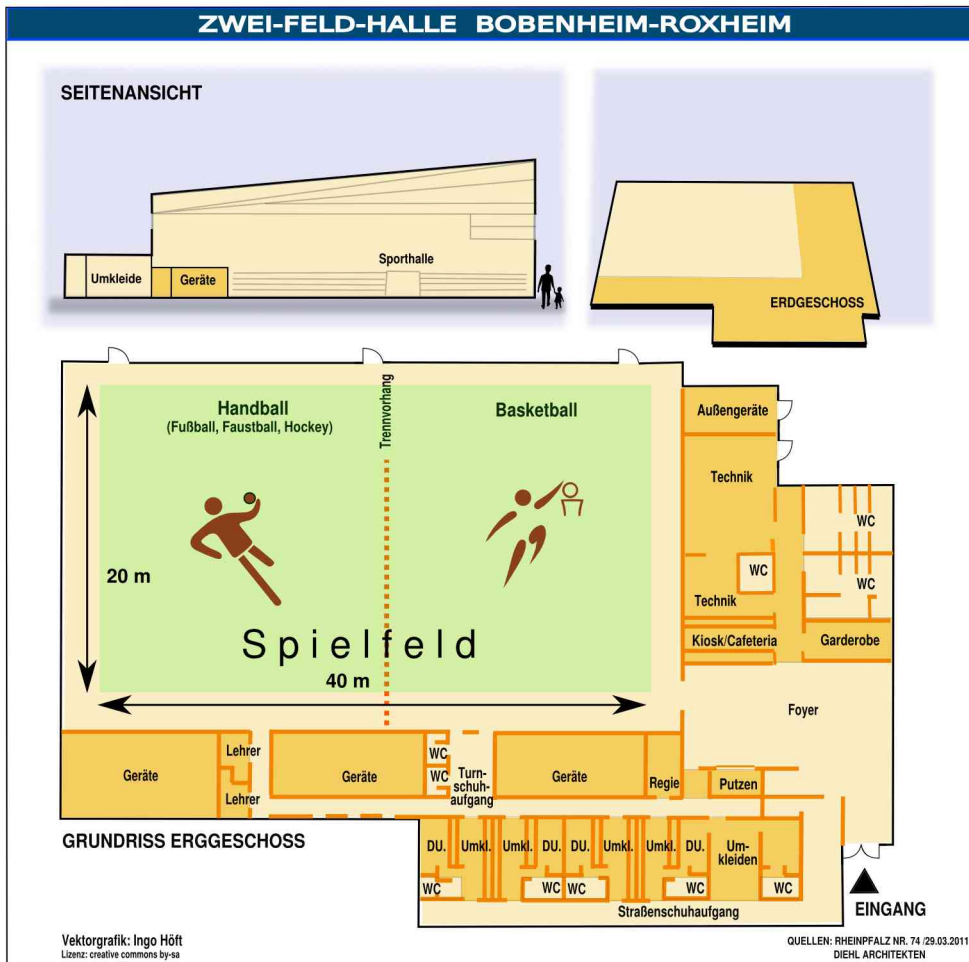 ZWEI-FELD-HALLE BOBENHEIM-ROXHEIM
SEITENANSICHT
Umkleide
Geräte
Sporthalle
ERDGESCHOSS
Handball
(Fußball, Faustball, Hockey)
Trennvorhang
Basketball
20 m
Spielfeld
40 m
Außengeräte
Technik
WC
WC
WC
Technik
Kiosk/Cafeteria
Garderobe
Foyer
Geräte
Lehrer
Lehrer
Geräte
WC
WC
Turn-
schuh-
aufgang
Geräte
Regie
Putzen
GRUNDRISS ERGGESCHOSS
DU.
Umkl.
Umkl.
DU.
DU.
Umkl.
Umkl.
DU.
Um-
kleiden
WC
WC
WC
WC
WC
Straßenschuhaufgang
EINGANG
Vektorgrafik: Ingo Höft
Lizenz: creative commons by-sa
QUELLEN: RHEINPFALZ NR. 74 /29.03.2011
DIEHL ARCHITEKTEN